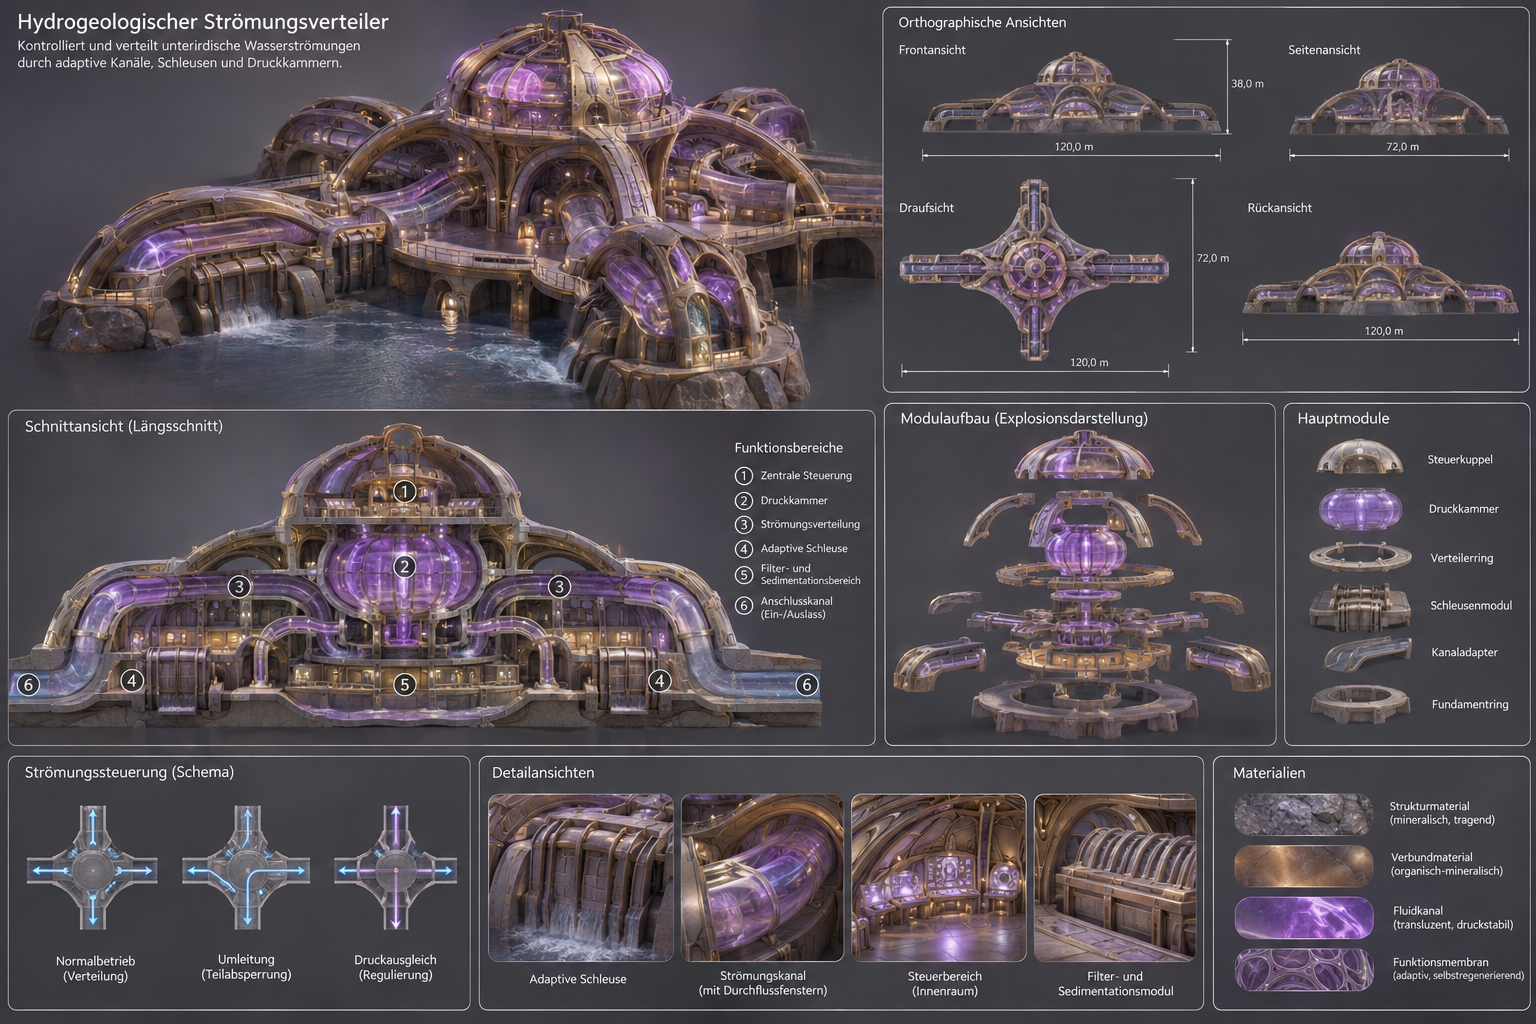 Hydrogeologischer Strömungsverteiler
Kontrolliert und verteilt unterirdische Wasserströmungen
durch adaptive Kanäle, Schleusen und Druckkammern.
Orthographische Ansichten
Frontansicht
38,0 m
120,0 m
Seitenansicht
72,0 m
Draufsicht
72,0 m
120,0 m
Rückansicht
120,0 m
Schnittansicht (Längsschnitt)
1
2
3
3
4
4
5
6
6
Funktionsbereiche
1 Zentrale Steuerung
2 Druckkammer
3 Strömungsverteilung
4 Adaptive Schleuse
5 Filter- und
Sedimentationsbereich
6 Anschlusskanal
(Ein-/Auslass)
Modulaufbau (Explosionsdarstellung)
Hauptmodule
Steuerkuppel
Druckkammer
Verteilerring
Schleusenmodul
Kanaladapter
Fundamentring
Strömungssteuerung (Schema)
Normalbetrieb
(Verteilung)
Umleitung
(Teilabsperrung)
Druckausgleich
(Regulierung)
Detailansichten
Adaptive Schleuse
Strömungskanal
(mit Durchflussfenstern)
Steuerbereich
(Innenraum)
Filter- und
Sedimentationsmodul
Materialien
Strukturmaterial
(mineralisch, tragend)
Verbundmaterial
(organisch-mineralisch)
Fluidkanal
(transluzent, druckstabil)
Funktionsmembran
(adaptiv, selbstregenerierend)